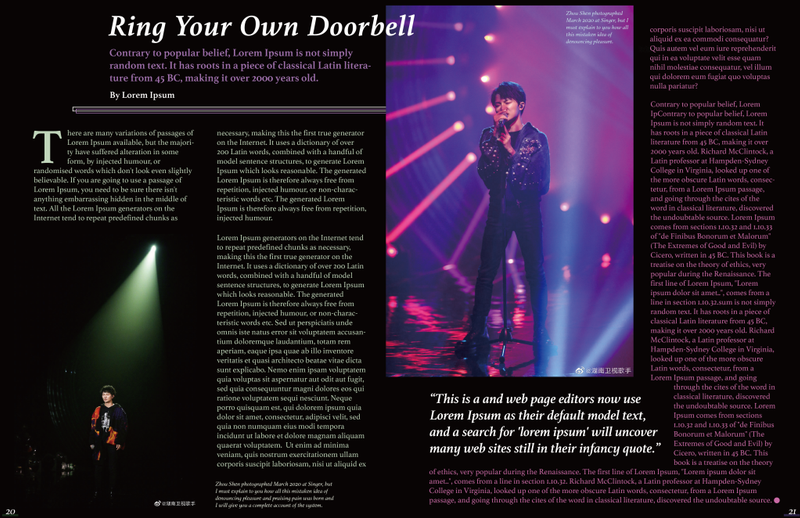 Ring Your Own Doorbell
Contrary to popular belief, Lorem Ipsum is not simply
random text. It has roots in a piece of classical Latin litera-
ture from 45 BC, making it over 2000 years old.
By Lorem Ipsum
There are many variations of passages of
Lorem Ipsum available, but the majori-
ty have suffered alteration in some
form, by injected humour, or
randomised words which don't look even slightly
believable. If you are going to use a passage of
Lorem Ipsum, you need to be sure there isn't
anything embarrassing hidden in the middle of
text. All the Lorem Ipsum generators on the
Internet tend to repeat predefined chunks as
necessary, making this the first true generator
on the Internet. It uses a dictionary of over
200 Latin words, combined with a handful of
model sentence structures, to generate Lorem
Ipsum which looks reasonable. The generated
Lorem Ipsum is therefore always free from
repetition, injected humour, or non-charac-
teristic words etc. The generated Lorem
Ipsum is therefore always free from repetition,
injected humour.
Lorem Ipsum generators on the Internet tend
to repeat predefined chunks as necessary,
making this the first true generator on the
Internet. It uses a dictionary of over 200 Latin
words, combined with a handful of model
sentence structures, to generate Lorem Ipsum
which looks reasonable. The generated
Lorem Ipsum is therefore always free from
repetition, injected humour, or non-charac-
teristic words etc. Sed ut perspiciatis unde
omnis iste natus error sit voluptatem accusan-
tium doloremque laudantium, totam rem
aperiam, eaque ipsa quae ab illo inventore
veritatis et quasi architecto beatae vitae dicta
sunt explicabo. Nemo enim ipsam voluptatem
quia voluptas sit aspernatur aut odit aut fugit,
sed quia consequuntur magni dolores eos qui
ratione voluptatem sequi nesciunt. Neque
porro quisquam est, qui dolorem ipsum quia
dolor sit amet, consectetur, adipisci velit, sed
quia non numquam eius modi tempora
incidunt ut labore et dolore magnam aliquam
quaerat voluptatem. Ut enim ad minima
veniam, quis nostrum exercitationem ullam
corporis suscipit laboriosam, nisi ut aliquid ex
Zhou Shen photographed March 2020 at Singer, but
I must explain to you how all this mistaken idea of
denouncing pleasure and praising pain was born and
I will give you a complete account of the system.
@湖南卫视歌手
20
Zhou Shen photographed
March 2020 at Singer, but I
must explain to you how all
this mistaken idea of
denouncing pleasant.
@湖南卫视歌手
"This is a and web page editors now use
Lorem Ipsum as their default model text,
and a search for 'lorem ipsum' will uncover
many web sites still in their infancy quote."
corporis suscipit laboriosam, nisi ut
aliquid ex ea commodi consequatur?
Quis autem vel eum iure reprehenderit
qui in ea voluptate velit esse quam
nihil molestiae consequatur, vel illum
qui dolorem eum fugiat quo voluptas
nulla pariatur?
Contrary to popular belief, Lorem
IpContrary to popular belief, Lorem
Ipsum is not simply random text. It
has roots in a piece of classical Latin
literature from 45 BC, making it over
2000 years old. Richard McClintock, a
Latin professor at Hampden-Sydney
College in Virginia, looked up one of
the more obscure Latin words, consec-
tetur, from a Lorem Ipsum passage,
and going through the cites of the
word in classical literature, discovered
the undoubtable source. Lorem Ipsum
comes from sections 1.10.32 and 1.10.33
of "de Finibus Bonorum et Malorum"
(The Extremes of Good and Evil) by
Cicero, written in 45 BC. This book is a
treatise on the theory of ethics, very
popular during the Renaissance. The
first line of Lorem Ipsum, "Lorem
ipsum dolor sit amet..", comes from a
line in section 1.10.32.sum is not simply
random text. It has roots in a piece of
classical Latin literature from 45 BC,
making it over 2000 years old. Richard
McClintock, a Latin professor at
Hampden-Sydney College in Virginia,
looked up one of the more obscure
Latin words, consectetur, from a
Lorem Ipsum passage, and going
through the cites of the word in
classical literature, discovered
the undoubtable source. Lorem
Ipsum comes from sections
1.10.32 and 1.10.33 of "de Finibus
Bonorum et Malorum" (The
Extremes of Good and Evil) by
Cicero, written in 45 BC. This
book is a treatise on the theory
of ethics, very popular during the Renaissance. The first line of Lorem Ipsum, "Lorem ipsum dolor sit
amet..", comes from a line in section 1.10.32. Richard McClintock, a Latin professor at Hampden-Sydney
College in Virginia, looked up one of the more obscure Latin words, consectetur, from a Lorem Ipsum
passage, and going through the cites of the word in classical literature, discovered the undoubtable source.
21